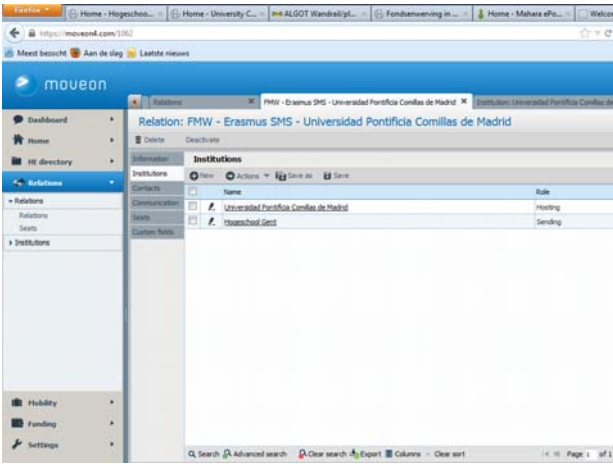 Firefox
Home - Hogeschoo...
Home - University C...
ALGOT Wandrail/pl...
Fondsenwerving in ...
Home - Mahara ePo...
Welcor
https://moveon4.com/1062
Meest bezocht
Aan de slag
Laatste nieuws
moveon
Relations
FMW - Erasmus SMS - Universidad Pontificia Comillas de Madrid
Institution: Universidad Pontificia Comillas de
Dashboard
Home
HE directory
Relations
Relations
Relations
Seats
Institutions
Mobility
Funding
Settings
Relation: FMW - Erasmus SMS - Universidad Pontificia Comillas de Madrid
Delete Deactivate
Information
Institutions
Contacts
Communication
Seats
Custom fields
Institutions
New Actions Save as Save
Name Role
Universidad Pontificia Comillas de Madrid Hosting
Hogeschool Gent Sending
Search Advanced search Clear search Export Columns Clear sort Page 1 of 1